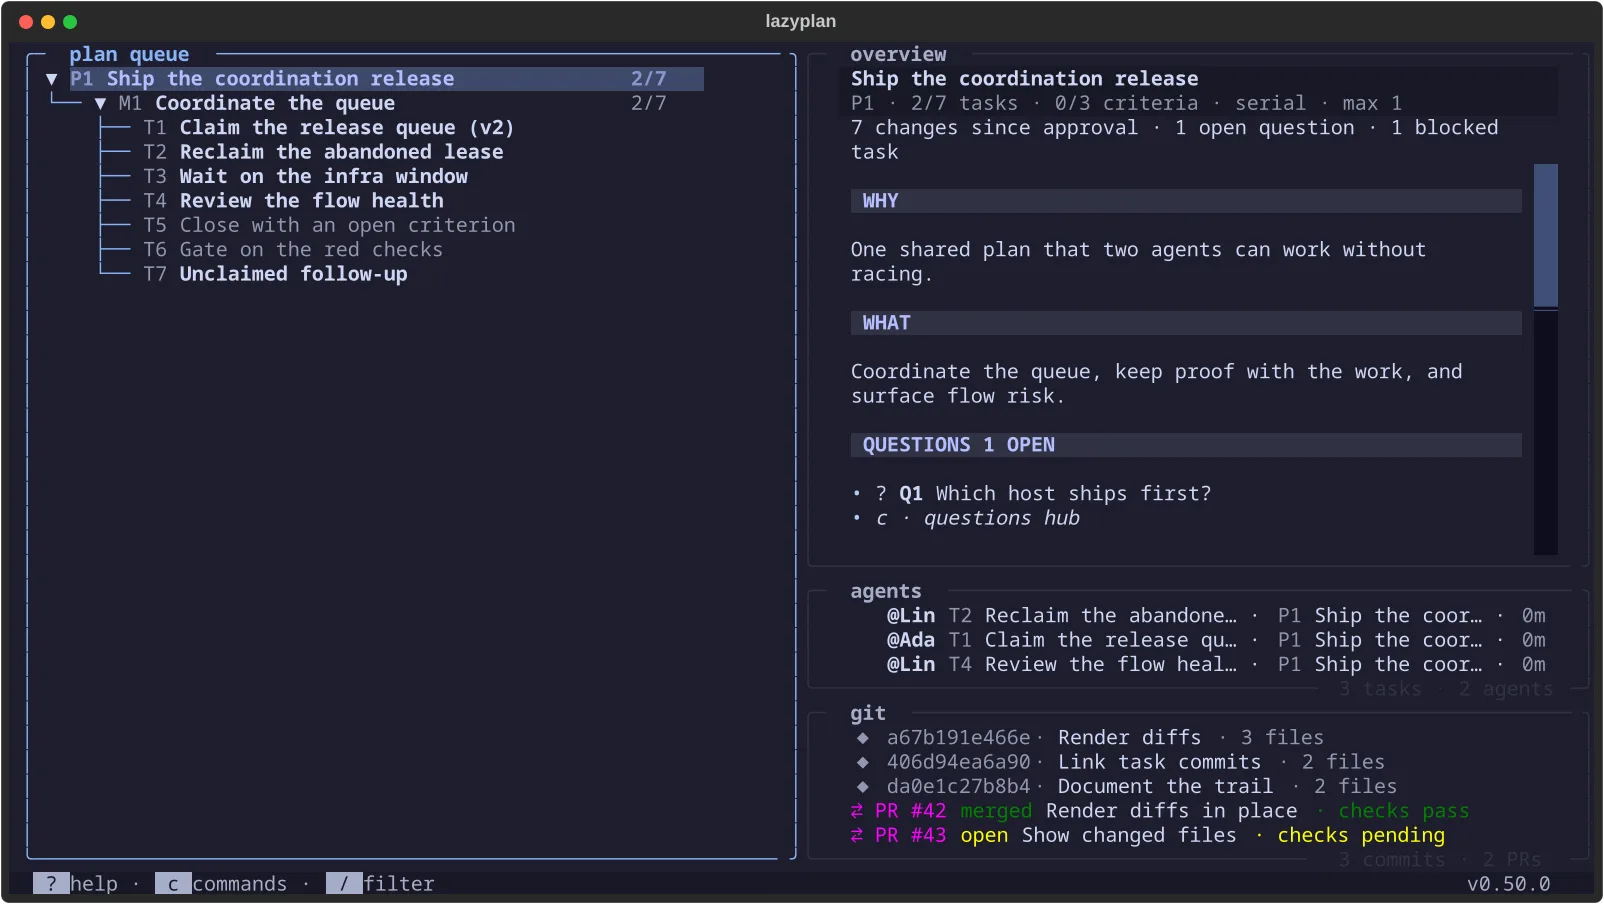 lazyplan
plan queue
▼ P1 Ship the coordination release 2/7
▼ M1 Coordinate the queue 2/7
T1 Claim the release queue (v2)
T2 Reclaim the abandoned lease
T3 Wait on the infra window
T4 Review the flow health
T5 Close with an open criterion
T6 Gate on the red checks
T7 Unclaimed follow-up
overview
Ship the coordination release
P1 · 2/7 tasks · 0/3 criteria · serial · max 1
7 changes since approval · 1 open question · 1 blocked
task
WHY
One shared plan that two agents can work without
racing.
WHAT
Coordinate the queue, keep proof with the work, and
surface flow risk.
QUESTIONS 1 OPEN
• ? Q1 Which host ships first?
• c · questions hub
agents
@Lin T2 Reclaim the abandone… · P1 Ship the coor… · 0m
@Ada T1 Claim the release qu… · P1 Ship the coor… · 0m
@Lin T4 Review the flow heal… · P1 Ship the coor… · 0m
3 tasks · 2 agents
git
◆ a67b191e466e · Render diffs · 3 files
◆ 406d94ea6a90 · Link task commits · 2 files
◆ da0e1c27b8b4 · Document the trail · 2 files
⇄ PR #42 merged Render diffs in place · checks pass
⇄ PR #43 open Show changed files · checks pending
3 commits · 2 PRs
? help · c commands · / filter
v0.50.0